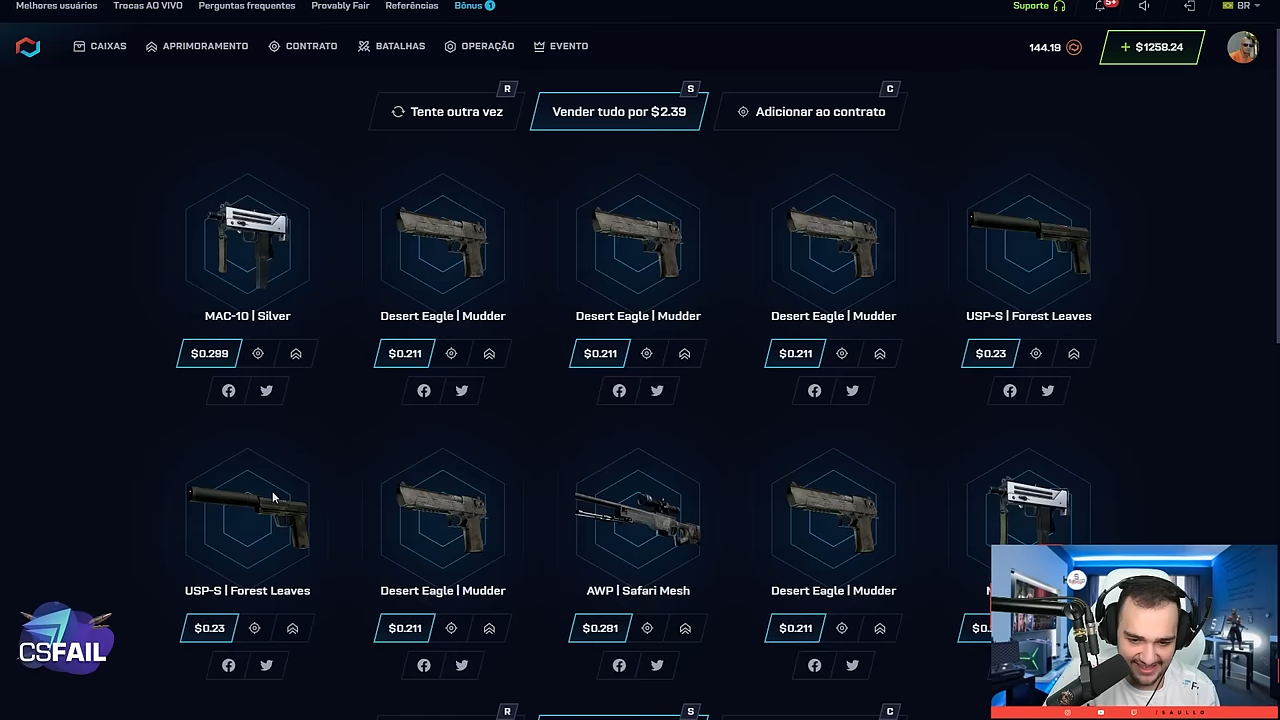 Melhores usuários Trocas AO VIVO Perguntas frequentes Provably Fair Referências Bônus 1 Suporte 5+ BR
CAIXAS APRIMORAMENTO CONTRATO BATALHAS OPERAÇÃO EVENTO 144.19 + $1258.24
R S C
Tente outra vez Vender tudo por $2.39 Adicionar ao contrato
MAC-10 | Silver Desert Eagle | Mudder Desert Eagle | Mudder Desert Eagle | Mudder USP-S | Forest Leaves
$0.299 $0.211 $0.211 $0.211 $0.23
USP-S | Forest Leaves Desert Eagle | Mudder AWP | Safari Mesh Desert Eagle | Mudder
$0.23 $0.211 $0.281 $0.211
CSFAIL
R S C
/SAULLO